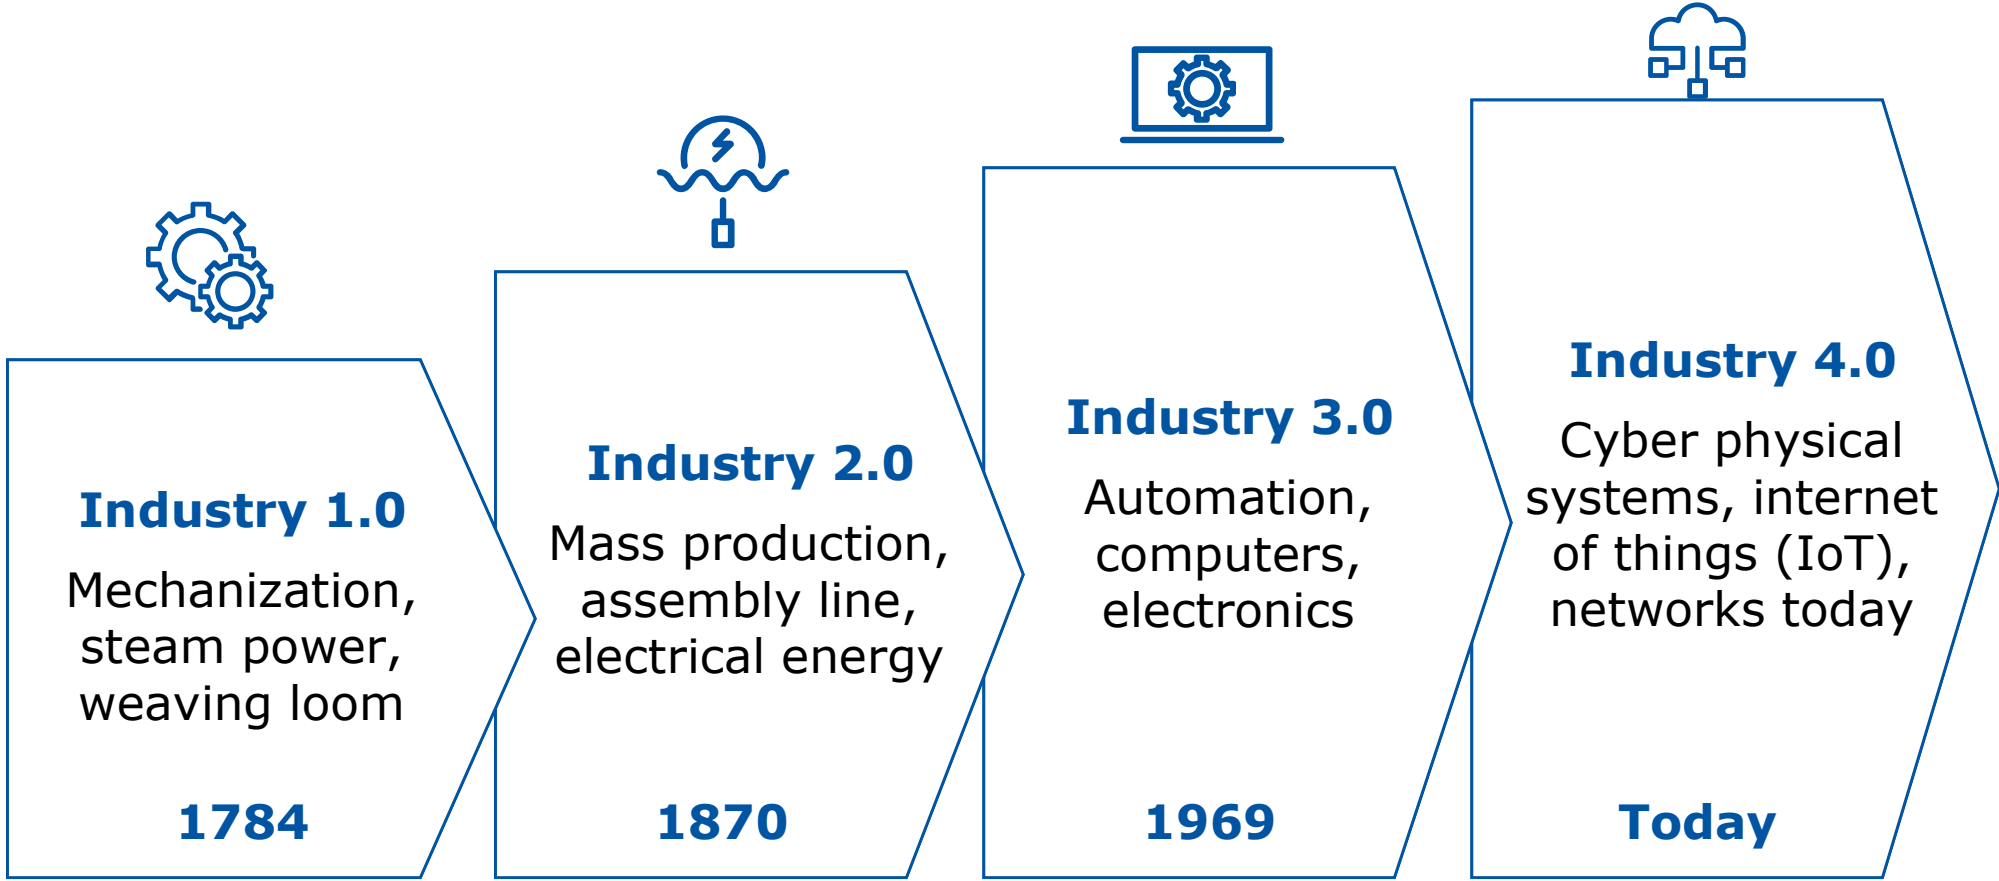 Industry 1.0
Mechanization,
steam power,
weaving loom
1784
Industry 2.0
Mass production,
assembly line,
electrical energy
1870
Industry 3.0
Automation,
computers,
electronics
1969
Industry 4.0
Cyber physical
systems, internet
of things (IoT),
networks today
Today